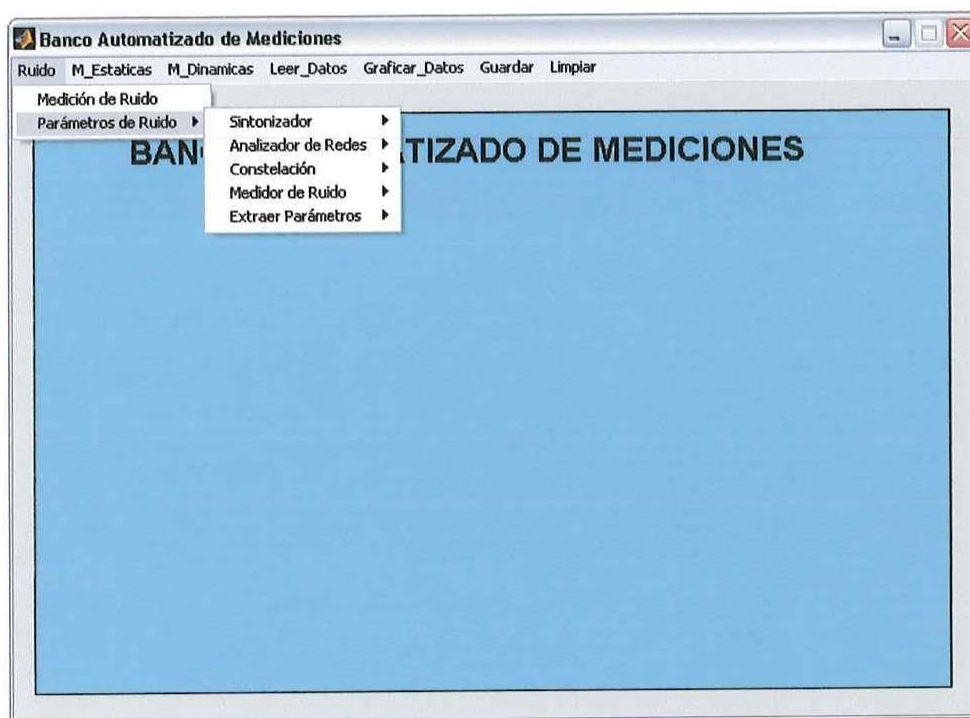 Banco Automatizado de Mediciones
Ruido M_Estaticas M_Dinamicas Leer_Datos Graficar_Datos Guardar Limpiar
Medición de Ruido
Parámetros de Ruido
Sintonizador
Analizador de Redes
Constelación
Medidor de Ruido
Extraer Parámetros
BAN TIZADO DE MEDICIONES